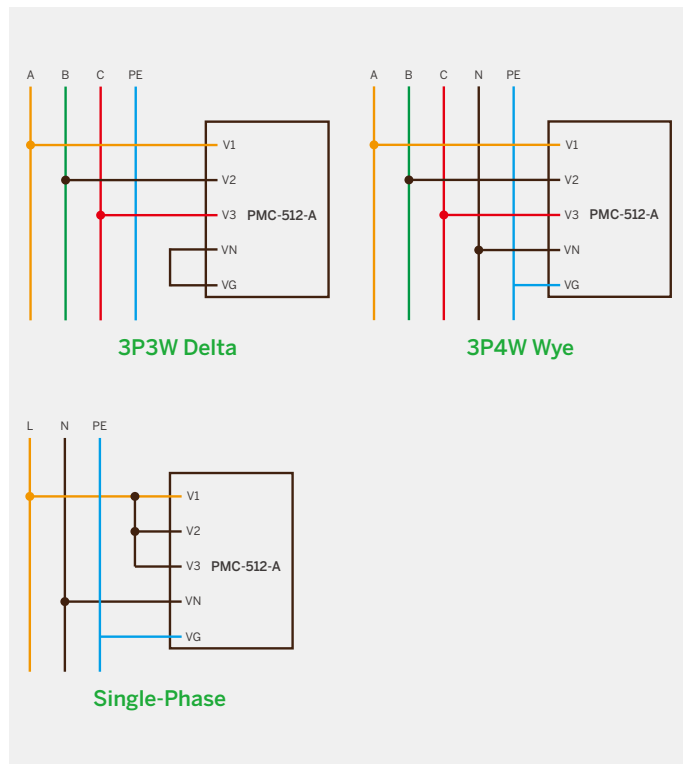 A B C PE
V1
V2
V3 PMC-512-A
VN
VG
3P3W Delta
A B C N PE
V1
V2
V3 PMC-512-A
VN
VG
3P4W Wye
L N PE
V1
V2
V3 PMC-512-A
VN
VG
Single-Phase